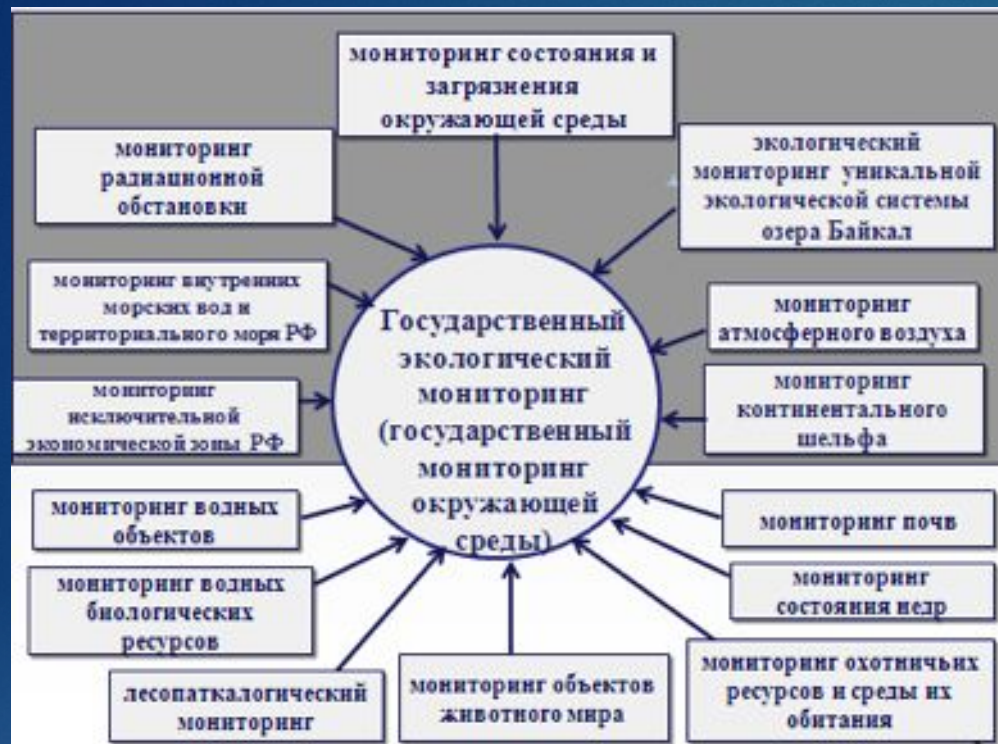 мониторинг состояния и
загрязнения
окружающей среды
мониторинг
радиационной
обстановки
экологический
мониторинг уникальной
экологической системы
озера Байкал
мониторинг внутренних
морских вод и
территориального моря РФ
мониторинг
атмосферного воздуха
мониторинг
исключительной
экономической зоны РФ
мониторинг
континентального
шельфа
Государственный
экологический
мониторинг
(государственный
мониторинг
окружающей
среды)
мониторинг водных
объектов
мониторинг почв
мониторинг водных
биологических
ресурсов
мониторинг
состояния недр
лесопаткалогический
мониторинг
мониторинг объектов
животного мира
мониторинг охотничьих
ресурсов и среды их
обитания